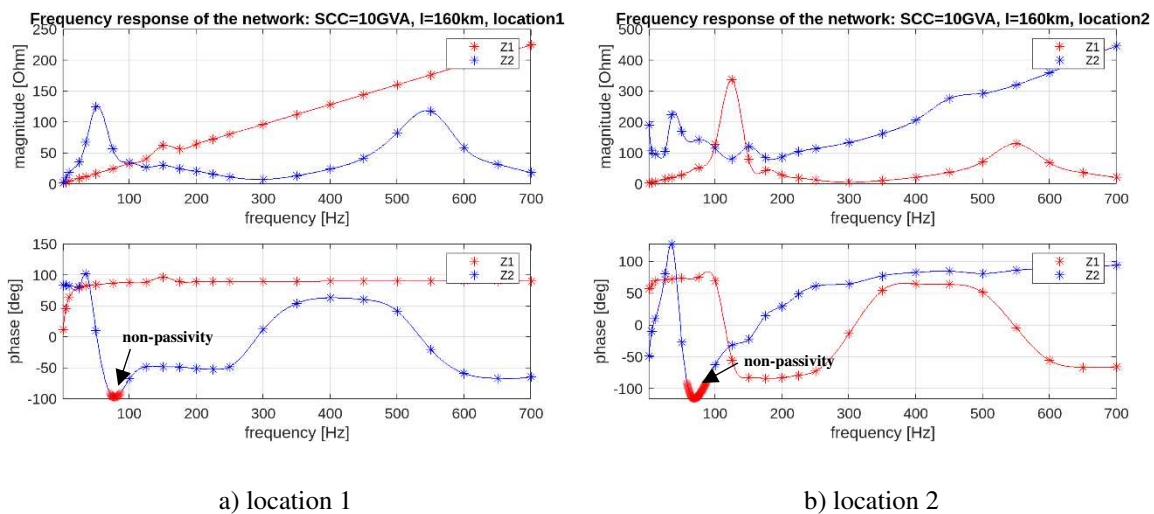 Frequency response of the network: SCC=10GVA, l=160km, location1
250
200
150
100
50
0
magnitude [Ohm]
100 200 300 400 500 600 700
frequency [Hz]
Z1
Z2
150
100
50
0
-50
-100
phase [deg]
non-passivity
100 200 300 400 500 600 700
frequency [Hz]
Z1
Z2
a) location 1
Frequency response of the network: SCC=10GVA, l=160km, location2
500
400
300
200
100
0
magnitude [Ohm]
100 200 300 400 500 600 700
frequency [Hz]
Z1
Z2
100
50
0
-50
-100
phase [deg]
non-passivity
100 200 300 400 500 600 700
frequency [Hz]
Z1
Z2
b) location 2